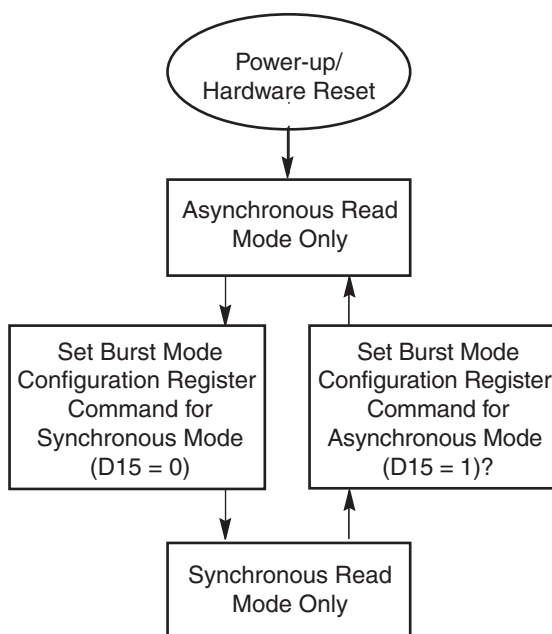 Power-up/
Hardware Reset
Asynchronous Read
Mode Only
Set Burst Mode
Configuration Register
Command for
Synchronous Mode
(D15 = 0)
Set Burst Mode
Configuration Register
Command for
Asynchronous Mode
(D15 = 1)?
Synchronous Read
Mode Only